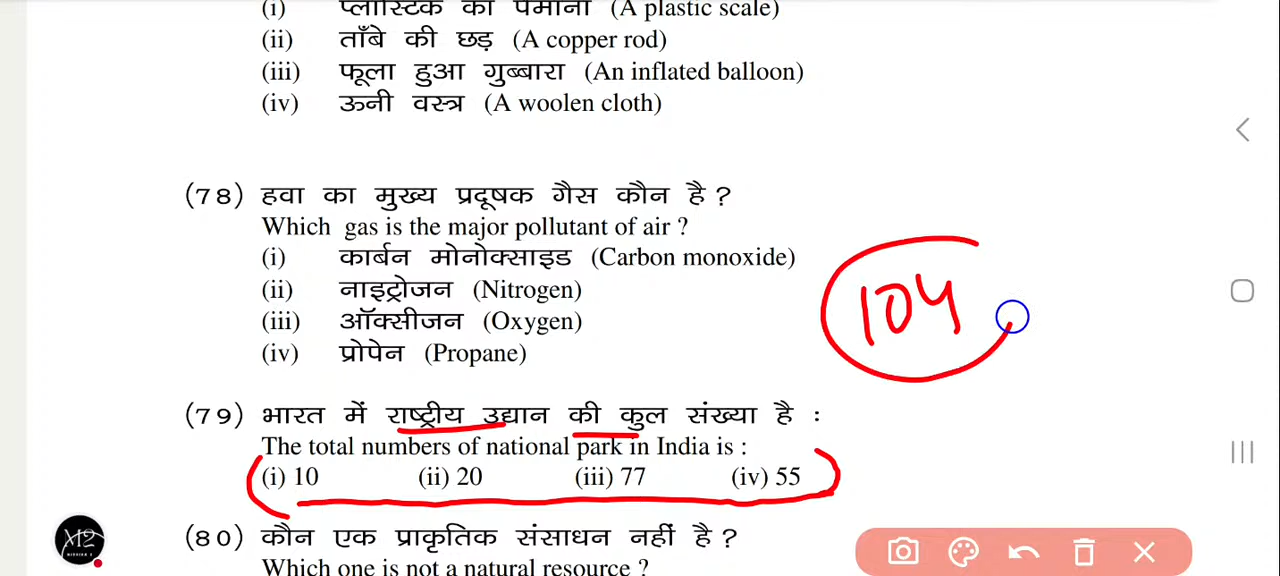 (i) प्लास्टिक का पैमाना (A plastic scale)
(ii) ताँबे की छड़ (A copper rod)
(iii) फूला हुआ गुब्बारा (An inflated balloon)
(iv) ऊनी वस्त्र (A woolen cloth)
(78) हवा का मुख्य प्रदूषक गैस कौन है ?
Which gas is the major pollutant of air ?
(i) कार्बन मोनोक्साइड (Carbon monoxide)
(ii) नाइट्रोजन (Nitrogen)
(iii) ऑक्सीजन (Oxygen)
(iv) प्रोपेन (Propane)
104
(79) भारत में राष्ट्रीय उद्यान की कुल संख्या है :
The total numbers of national park in India is :
(i) 10 (ii) 20 (iii) 77 (iv) 55
(80) कौन एक प्राकृतिक संसाधन नहीं है ?
Which one is not a natural resource ?